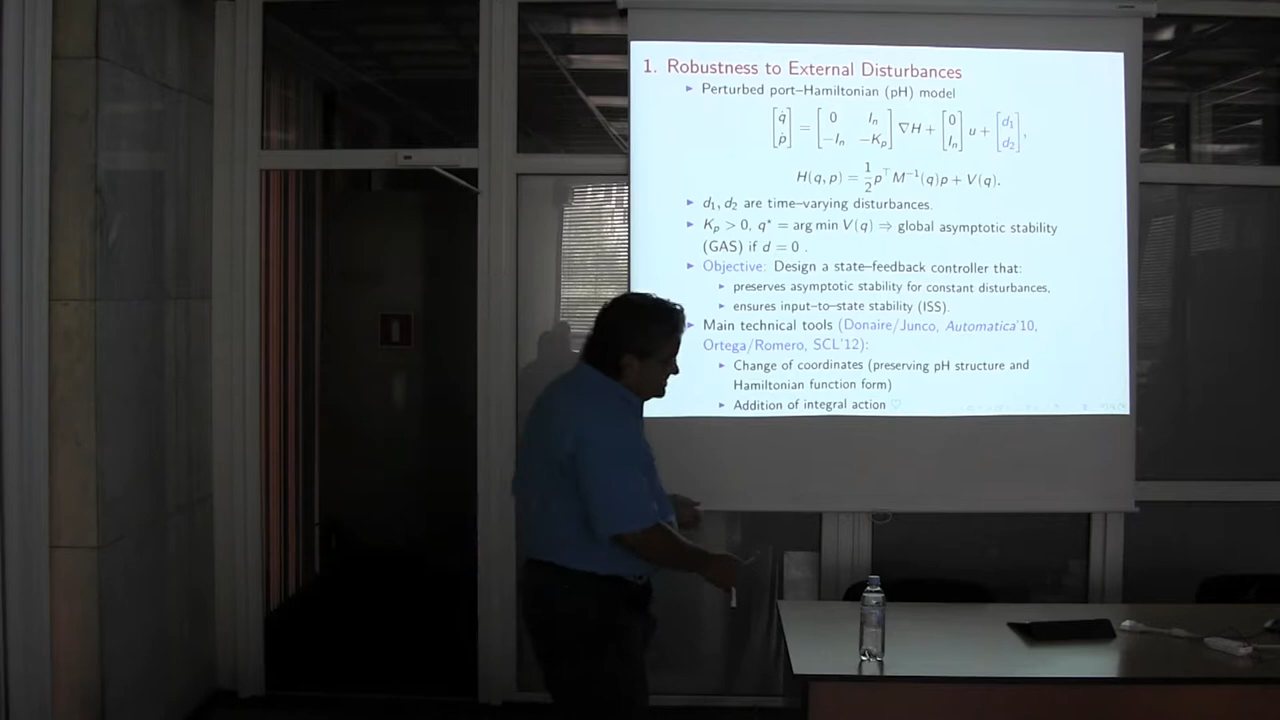 1. Robustness to External Disturbances
▸ Perturbed port–Hamiltonian (pH) model
[q̇ ṗ] = [0 Iₙ −Iₙ −Kₚ] ∇H + [0 Iₙ] u + [d₁ d₂],
H(q, p) = 1/2 p⊤ M⁻¹(q)p + V(q).
▸ d₁, d₂ are time–varying disturbances.
▸ Kₚ > 0, q* = arg min V(q) ⇒ global asymptotic stability
(GAS) if d = 0 .
▸ Objective: Design a state–feedback controller that:
▸ preserves asymptotic stability for constant disturbances,
▸ ensures input–to–state stability (ISS).
▸ Main technical tools (Donaire/Junco, Automatica'10,
Ortega/Romero, SCL'12):
▸ Change of coordinates (preserving pH structure and
Hamiltonian function form)
▸ Addition of integral action ♡